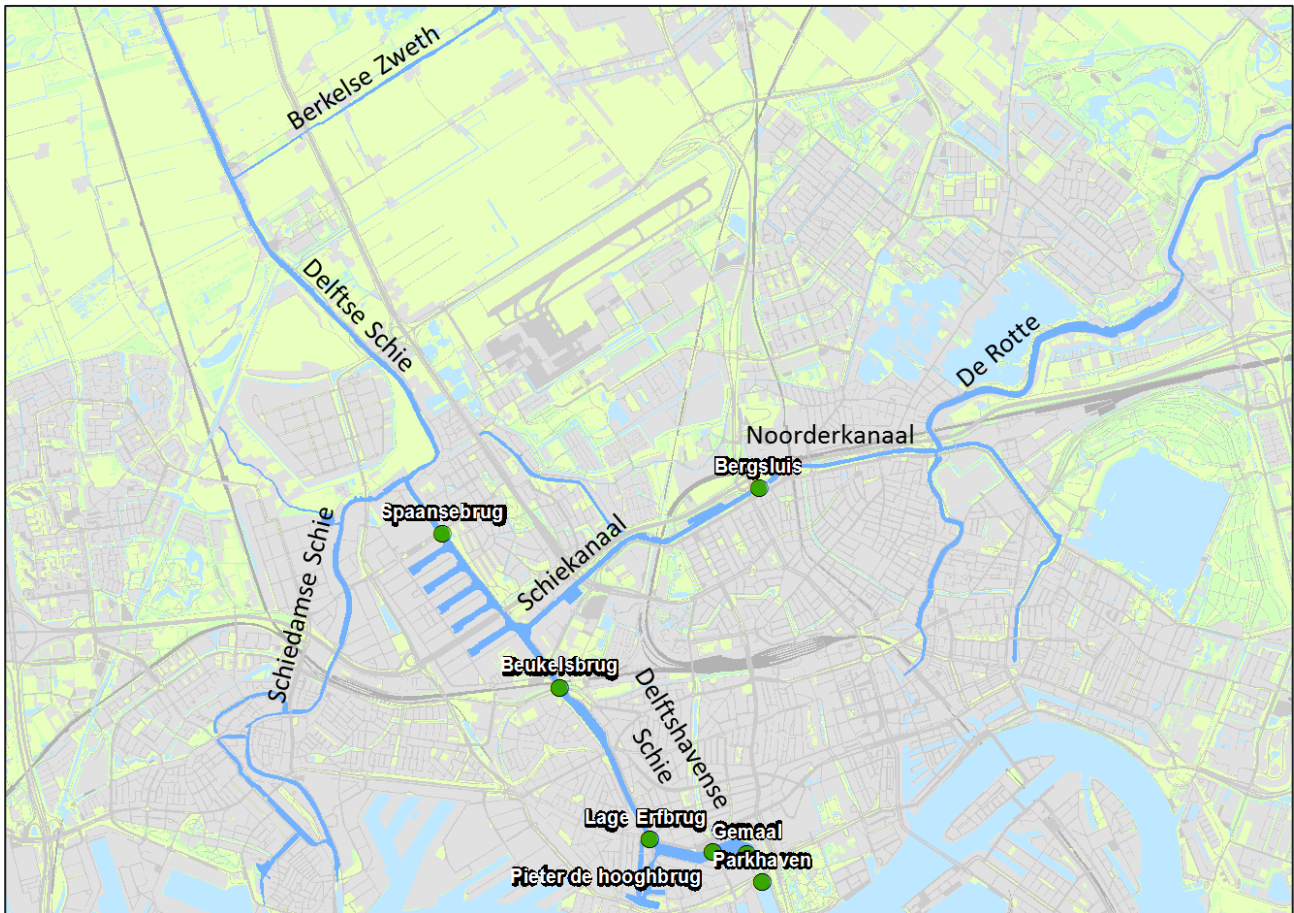 Berkelse Zweth
Delftse Schie
De Rotte
Noorderkanaal
Bergsluis
Spaansebrug
Schiekanaal
Schiedamse Schie
Beukelsbrug
Delftshavense
Schie
Lage Erfbrug
Gemaal
Parkhaven
Pieter de hooghbrug